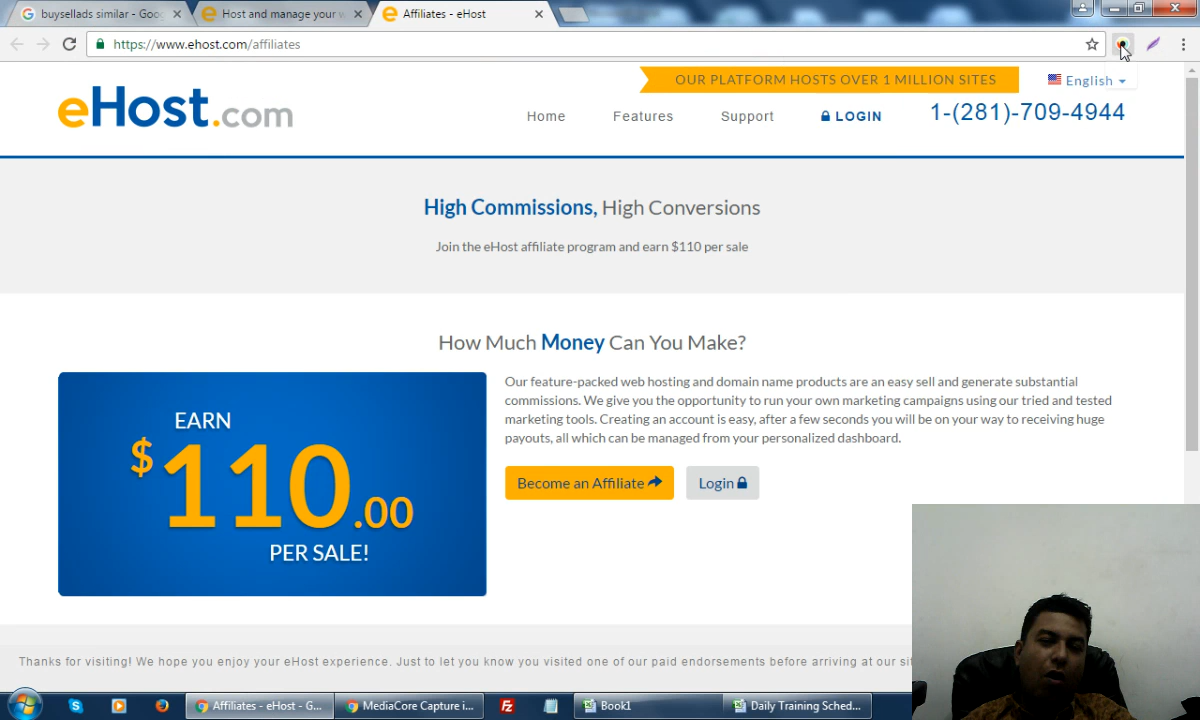 buysellads similar - Goo
Host and manage your w
Affiliates - eHost
https://www.ehost.com/affiliates
OUR PLATFORM HOSTS OVER 1 MILLION SITES
English
eHost.com
Home
Features
Support
LOGIN
1-(281)-709-4944
High Commissions, High Conversions
Join the eHost affiliate program and earn $110 per sale
How Much Money Can You Make?
EARN
$110.00
PER SALE!
Our feature-packed web hosting and domain name products are an easy sell and generate substantial
commissions. We give you the opportunity to run your own marketing campaigns using our tried and tested
marketing tools. Creating an account is easy, after a few seconds you will be on your way to receiving huge
payouts, all which can be managed from your personalized dashboard.
Become an Affiliate
Login
Thanks for visiting! We hope you enjoy your eHost experience. Just to let you know you visited one of our paid endorsements before arriving at our sit
Affiliates - eHost - G...
MediaCore Capture i...
Book1
Daily Training Sched...